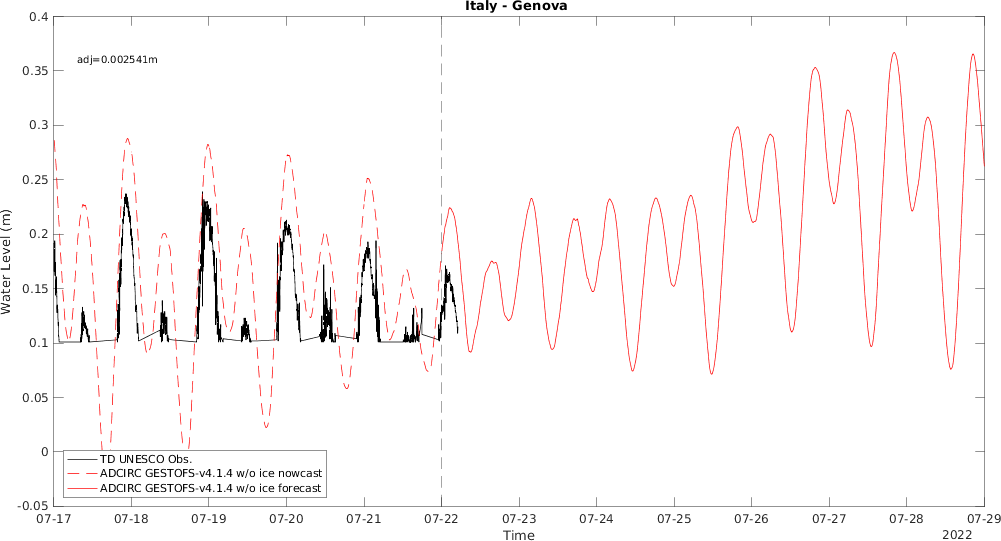 Italy - Genova
adj=0.002541m
Water Level (m)
0.4
0.35
0.3
0.25
0.2
0.15
0.1
0.05
0
-0.05
TD UNESCO Obs.
ADCIRC GESTOFS-v4.1.4 w/o ice nowcast
ADCIRC GESTOFS-v4.1.4 w/o ice forecast
07-17 07-18 07-19 07-20 07-21 07-22 07-23 07-24 07-25 07-26 07-27 07-28 07-29
Time
2022